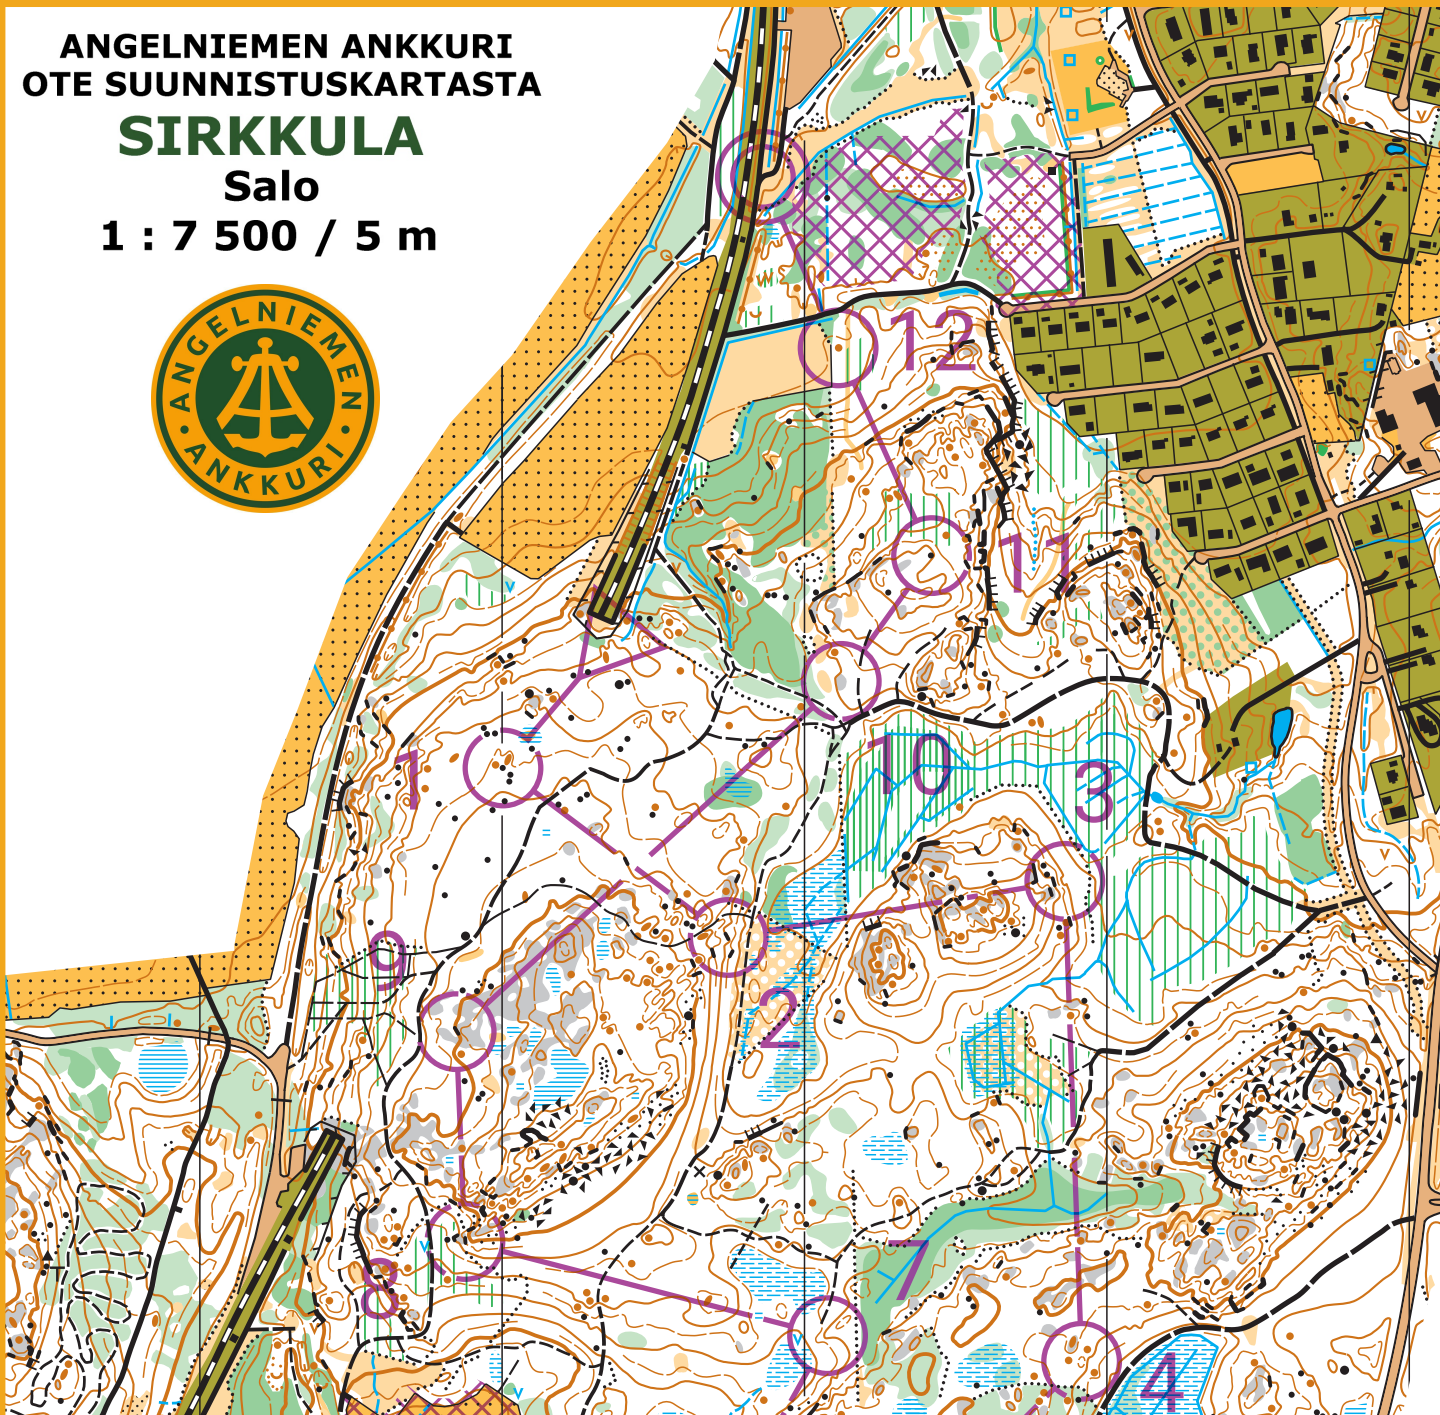 ANGELNIEMEN ANKKURI
OTE SUUNNISTUSKARTASTA
SIRKKULA
Salo
1 : 7 500 / 5 m
ANGELNIEMEN
• ANKKURI •
12
11
10
1
3
9
2
7
8
4